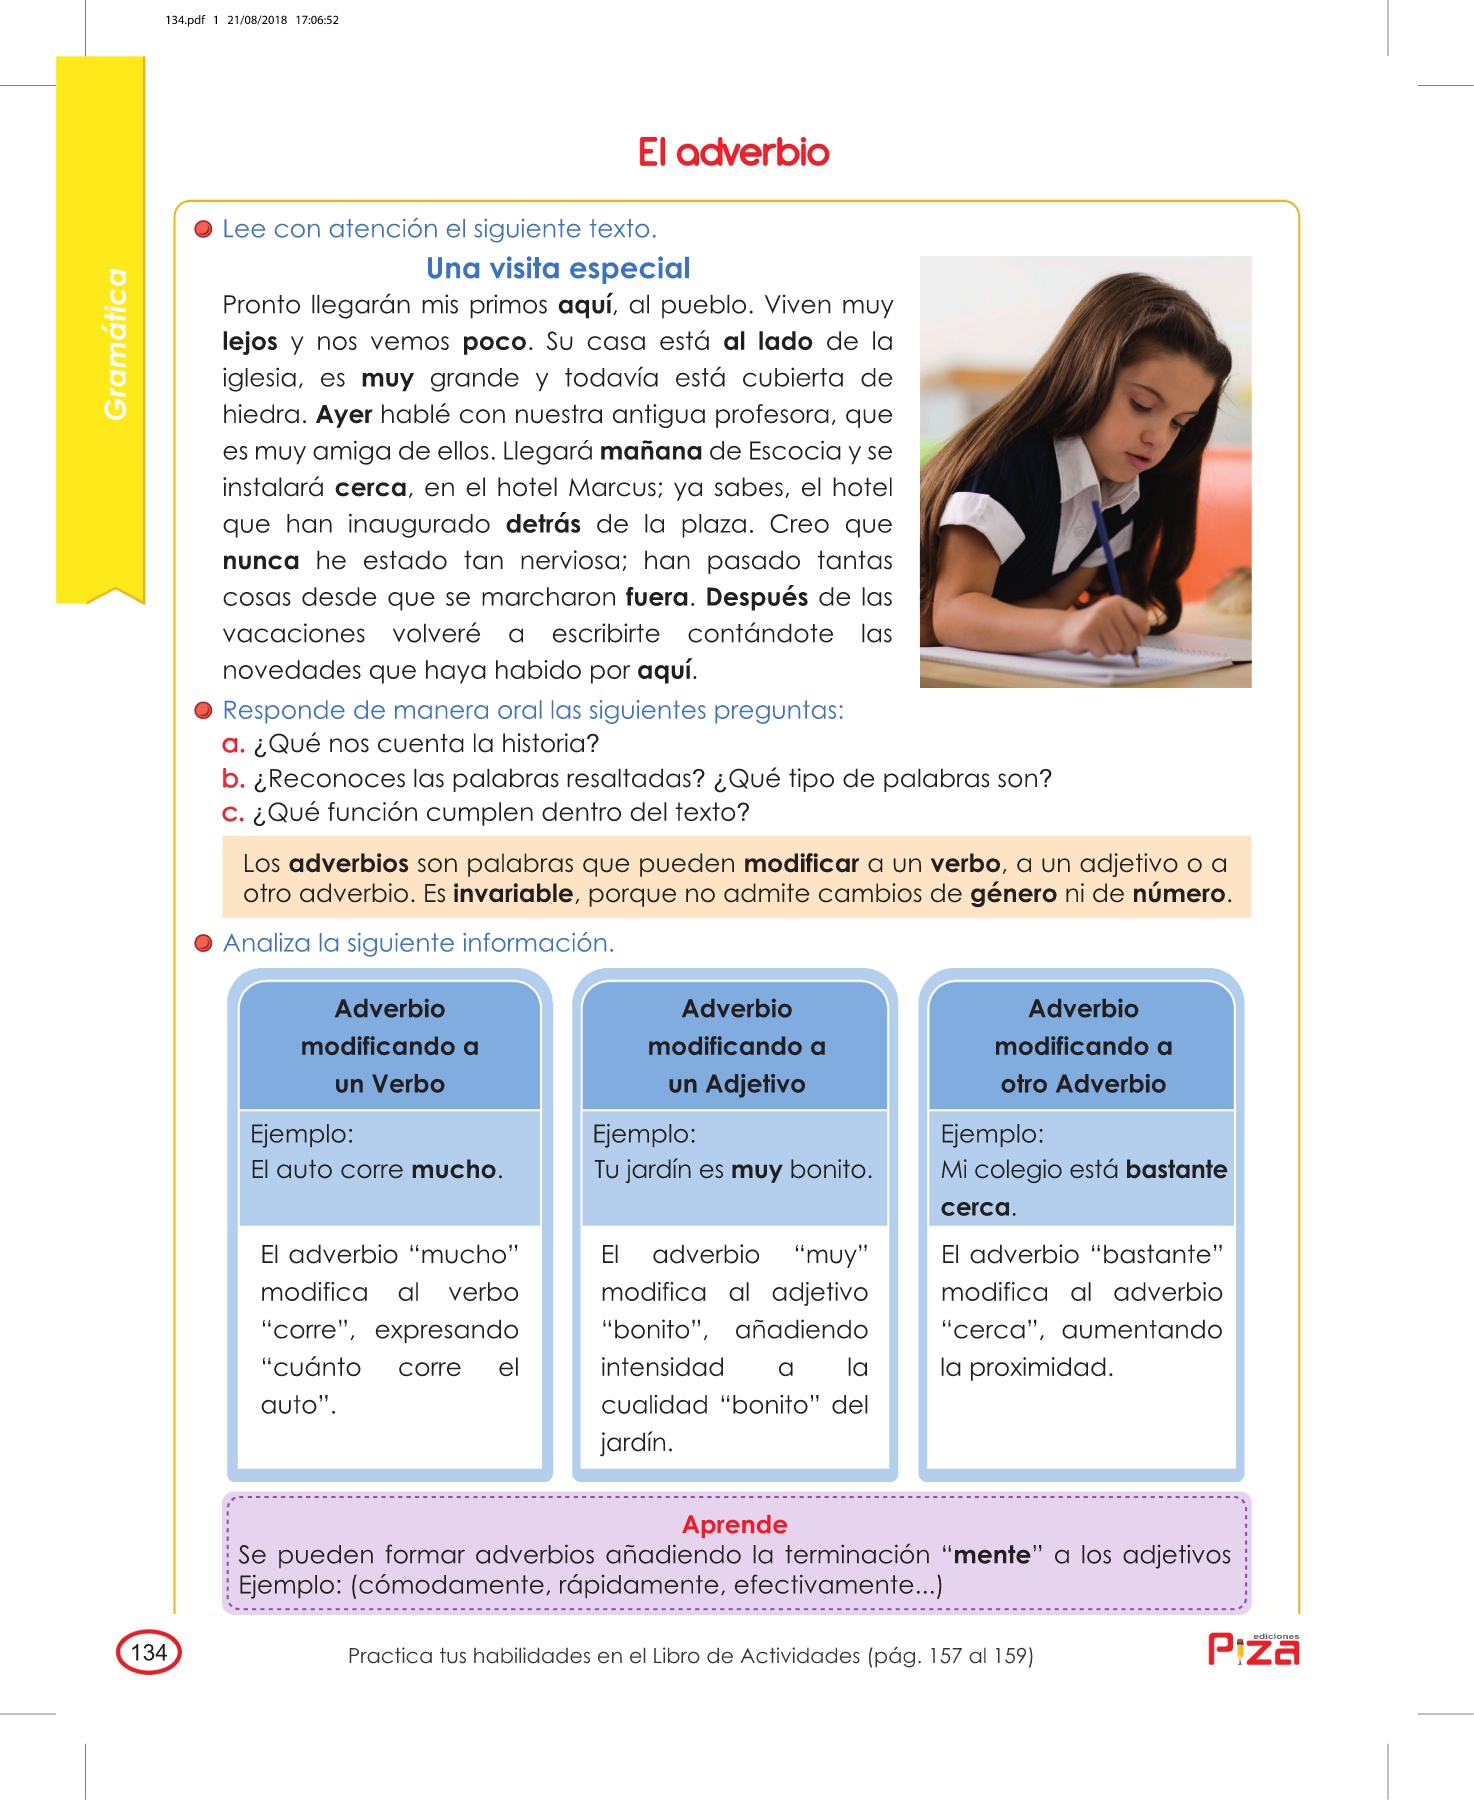 134.pdf 1 21/08/2018 17:06:52
Gramática
El adverbio
Lee con atención el siguiente texto.
Una visita especial
Pronto llegarán mis primos aquí, al pueblo. Viven muy
lejos y nos vemos poco. Su casa está al lado de la
iglesia, es muy grande y todavía está cubierta de
hiedra. Ayer hablé con nuestra antigua profesora, que
es muy amiga de ellos. Llegará mañana de Escocia y se
instalará cerca, en el hotel Marcus; ya sabes, el hotel
que han inaugurado detrás de la plaza. Creo que
nunca he estado tan nerviosa; han pasado tantas
cosas desde que se marcharon fuera. Después de las
vacaciones volveré a escribirte contándote las
novedades que haya habido por aquí.
Responde de manera oral las siguientes preguntas:
a. ¿Qué nos cuenta la historia?
b. ¿Reconoces las palabras resaltadas? ¿Qué tipo de palabras son?
c. ¿Qué función cumplen dentro del texto?
Los adverbios son palabras que pueden modificar a un verbo, a un adjetivo o a
otro adverbio. Es invariable, porque no admite cambios de género ni de número.
Analiza la siguiente información.
Adverbio
modificando a
un Verbo
Ejemplo:
El auto corre mucho.
El adverbio “mucho”
modifica al verbo
“corre”, expresando
“cuánto corre el
auto”.
Adverbio
modificando a
un Adjetivo
Ejemplo:
Tu jardín es muy bonito.
El adverbio “muy”
modifica al adjetivo
“bonito”, añadiendo
intensidad a la
cualidad “bonito” del
jardín.
Adverbio
modificando a
otro Adverbio
Ejemplo:
Mi colegio está bastante
cerca.
El adverbio “bastante”
modifica al adverbio
“cerca”, aumentando
la proximidad.
Aprende
Se pueden formar adverbios añadiendo la terminación “mente” a los adjetivos
Ejemplo: (cómodamente, rápidamente, efectivamente...)
134
Practica tus habilidades en el Libro de Actividades (pág. 157 al 159)
ediciones
Piza